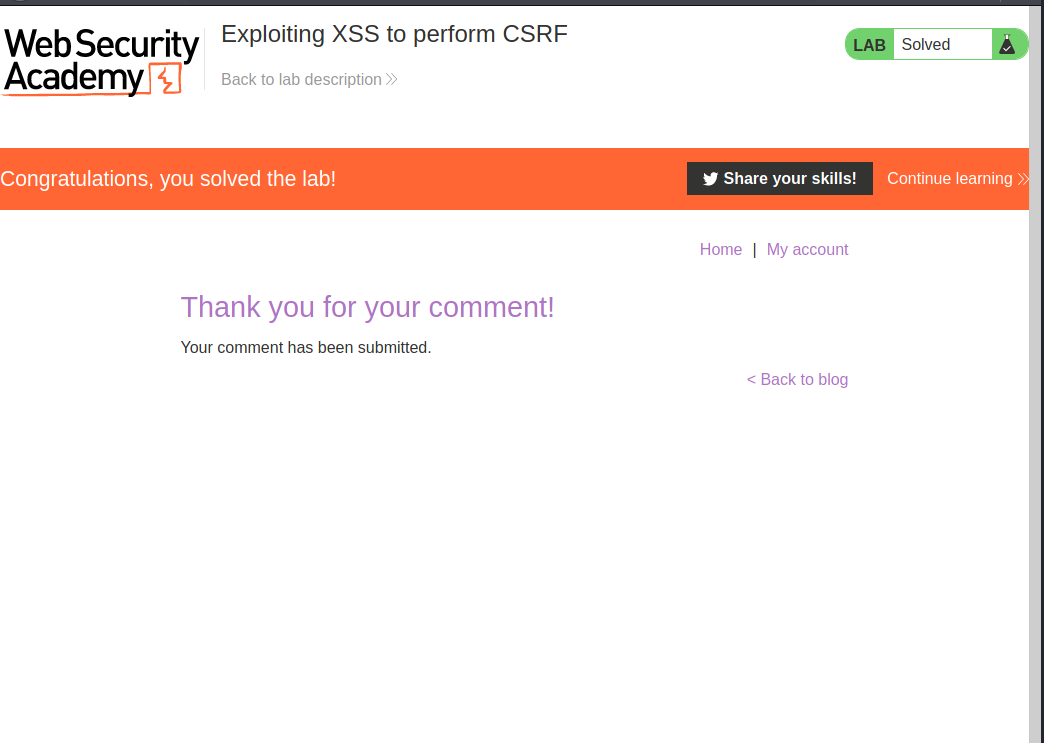 Web Security
Academy
Exploiting XSS to perform CSRF
Back to lab description
LAB Solved
Congratulations, you solved the lab!
Share your skills!
Continue learning
Home | My account
Thank you for your comment!
Your comment has been submitted.
< Back to blog